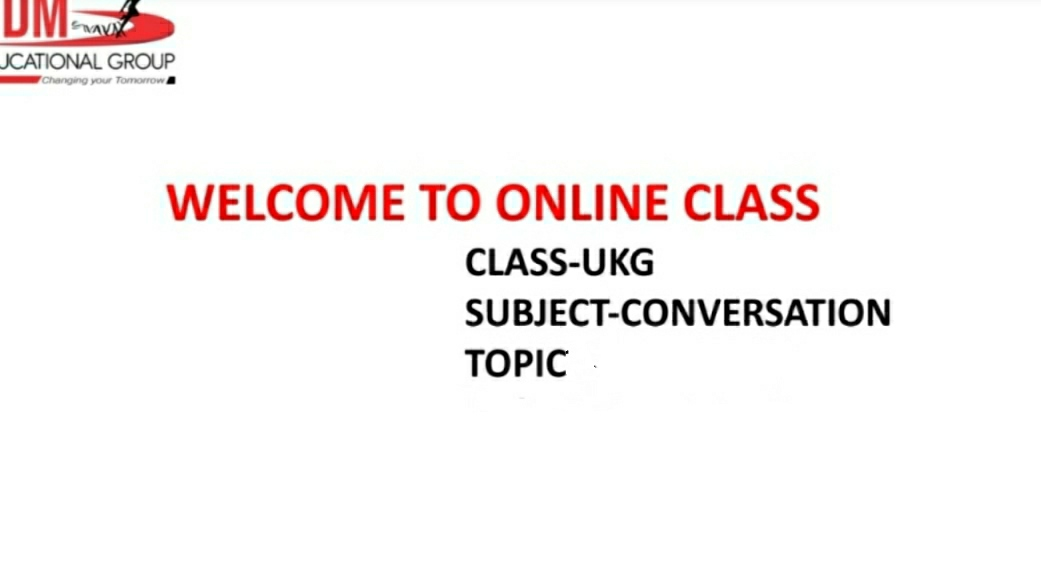 DM
UCATIONAL GROUP
Changing your Tomorrow
WELCOME TO ONLINE CLASS
CLASS-UKG
SUBJECT-CONVERSATION
TOPIC